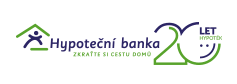 Hypoteční banka
ZKRAŤTE SI CESTU DOMŮ
20 LET
HYPOTÉK